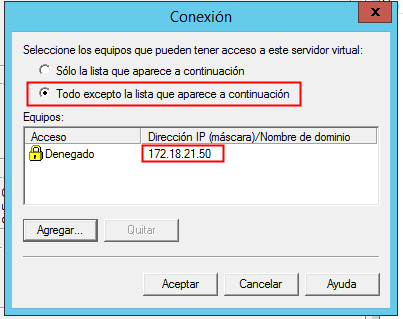 Conexión
x
Seleccione los equipos que pueden tener acceso a este servidor virtual:
Sólo la lista que aparece a continuación
Todo excepto la lista que aparece a continuación
Equipos:
Acceso Dirección IP (máscara)/Nombre de dominio
Denegado 172.18.21.50
Agregar... Quitar
Aceptar Cancelar Ayuda